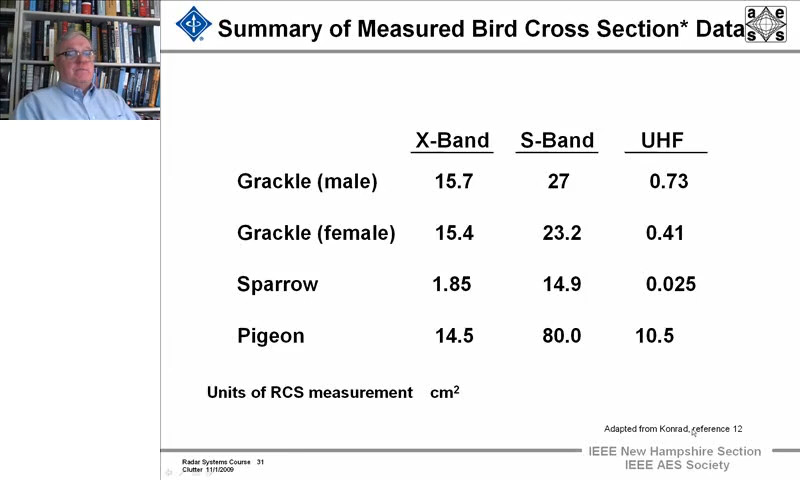 Summary of Measured Bird Cross Section* Data
a e s s
X-Band S-Band UHF
Grackle (male) 15.7 27 0.73
Grackle (female) 15.4 23.2 0.41
Sparrow 1.85 14.9 0.025
Pigeon 14.5 80.0 10.5
Units of RCS measurement cm²
Adapted from Konrad, reference 12
Radar Systems Course 31
Clutter 11/1/2009
IEEE New Hampshire Section
IEEE AES Society